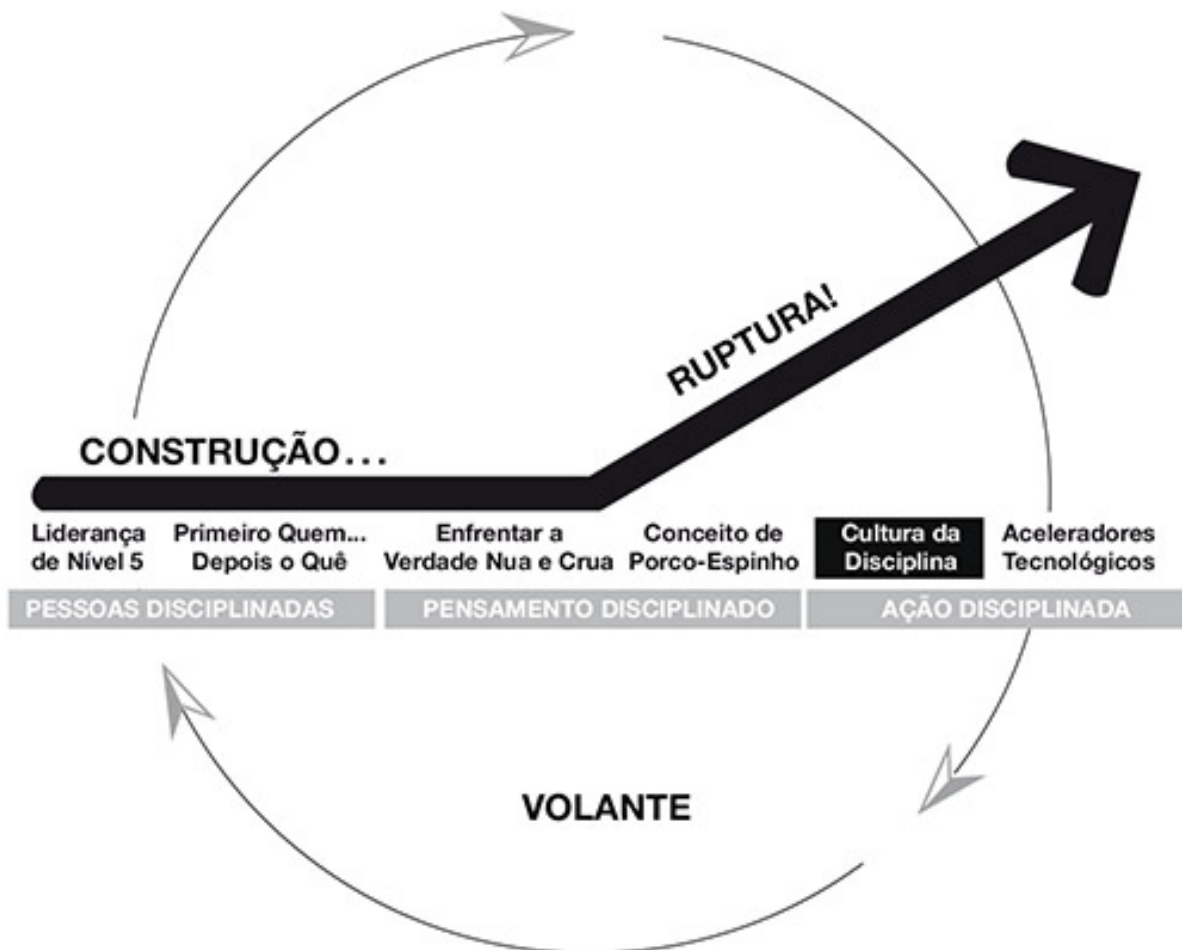 RUPTURA!
CONSTRUÇÃO...
Liderança
de Nível 5
Primeiro Quem...
Depois o Quê
Enfrentar a
Verdade Nua e Crua
Conceito de
Porco-Espinho
Cultura da
Disciplina
Aceleradores
Tecnológicos
PESSOAS DISCIPLINADAS
PENSAMENTO DISCIPLINADO
AÇÃO DISCIPLINADA
VOLANTE